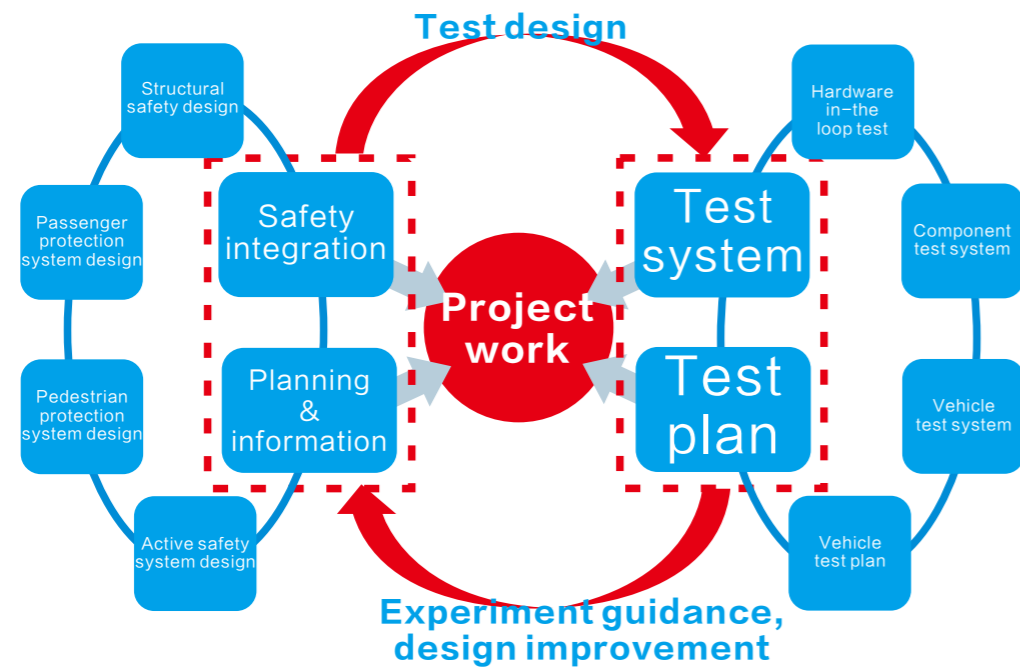 Test design
Structural
safety design
Hardware
in-the
loop test
Passenger
protection
system design
Safety
integration
Test
system
Component
test system
Project
work
Pedestrian
protection
system design
Planning
&
information
Test
plan
Vehicle
test system
Active safety
system design
Vehicle
test plan
Experiment guidance,
design improvement